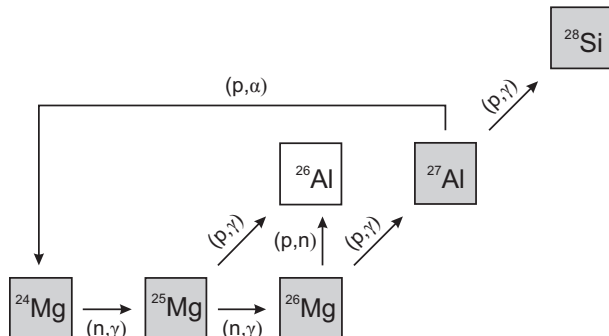 ²⁸Si
(p,α)
(p,γ)
²⁶Al
²⁷Al
(p,γ)
(p,n)
(p,γ)
²⁴Mg
²⁵Mg
²⁶Mg
(n,γ)
(n,γ)